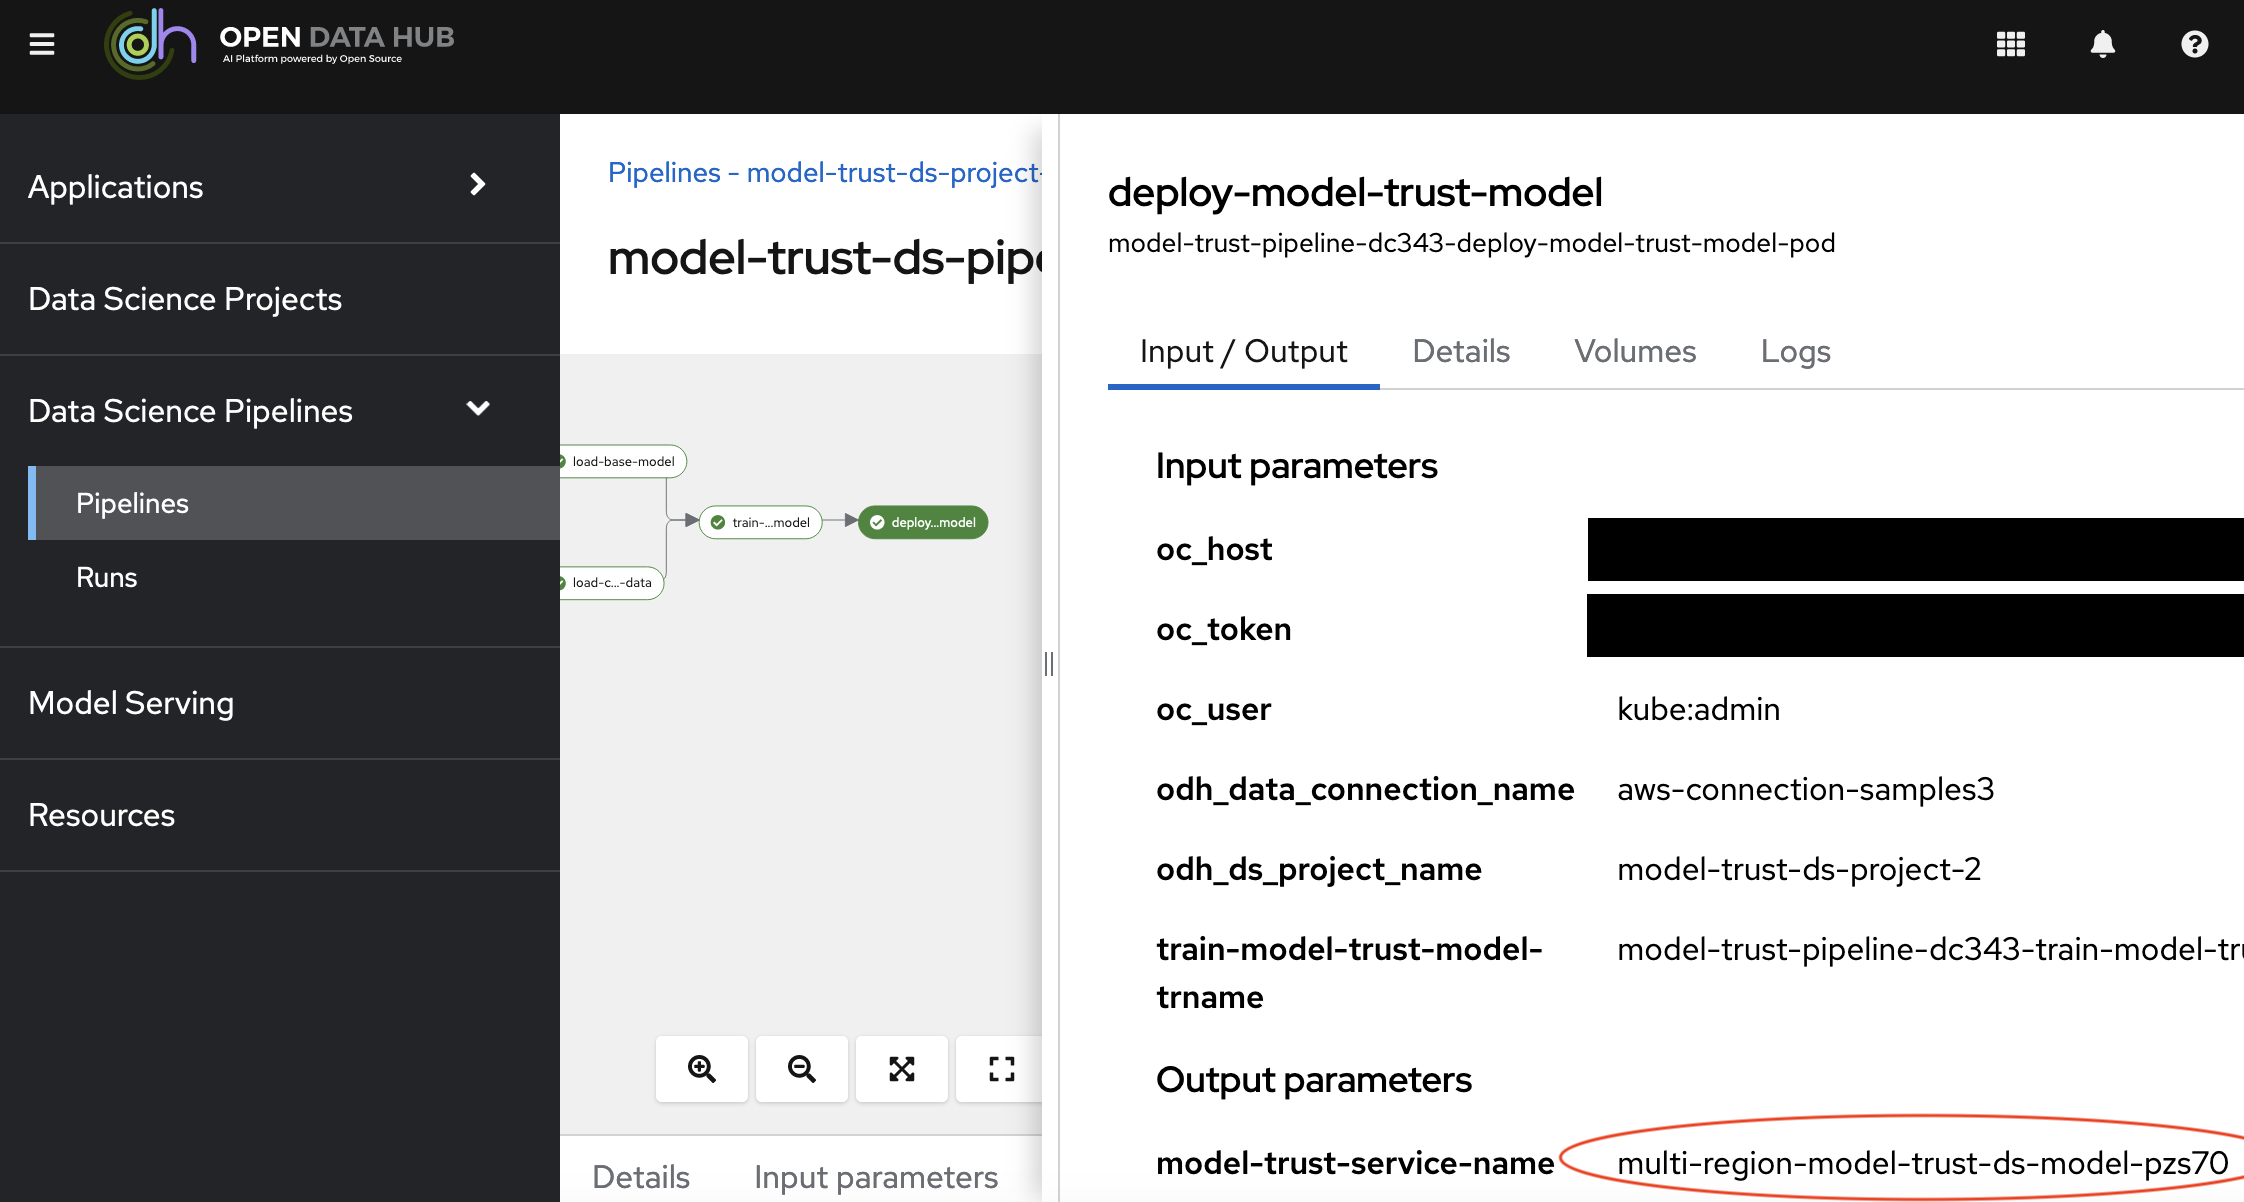 OPEN DATA HUB
AI Platform powered by Open Source
Applications
Data Science Projects
Data Science Pipelines
Pipelines
Runs
Model Serving
Resources
Pipelines - model-trust-ds-project-
model-trust-ds-pipe
load-base-model
train-...model
deploy...model
load-c...-data
Details
Input parameters
deploy-model-trust-model
model-trust-pipeline-dc343-deploy-model-trust-model-pod
Input / Output
Details
Volumes
Logs
Input parameters
oc_host
oc_token
oc_user
kube:admin
odh_data_connection_name
aws-connection-samples3
odh_ds_project_name
model-trust-ds-project-2
train-model-trust-model-
trname
model-trust-pipeline-dc343-train-model-tru
Output parameters
model-trust-service-name
multi-region-model-trust-ds-model-pzs70